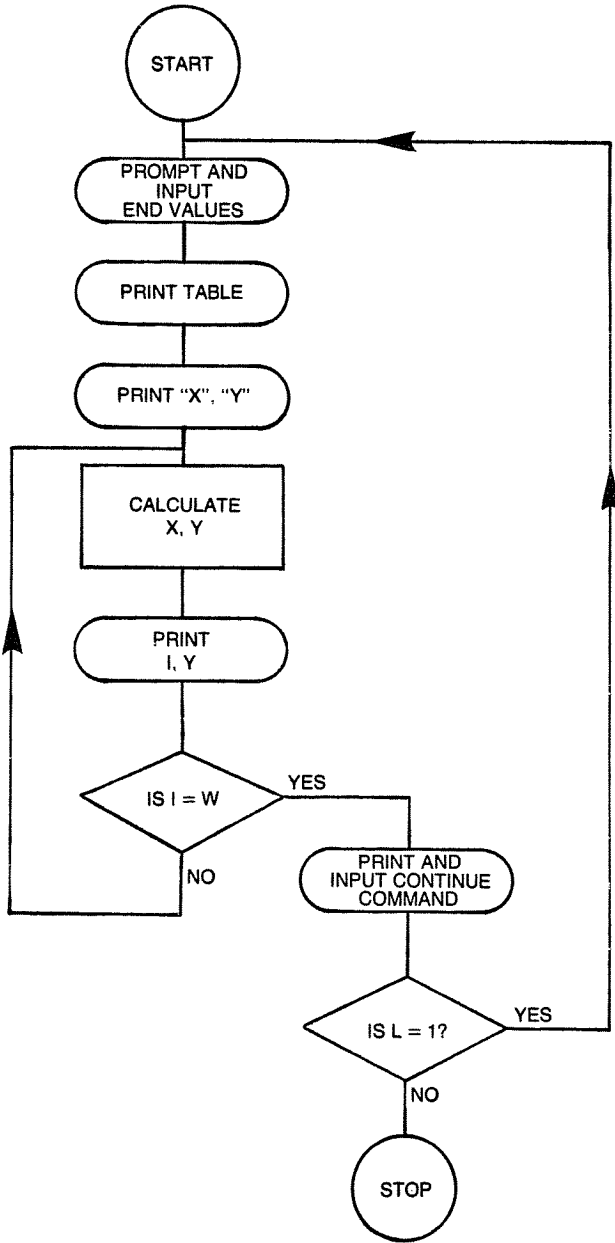 START
PROMPT AND
INPUT
END VALUES
PRINT TABLE
PRINT “X”, “Y”
CALCULATE
X, Y
PRINT
I, Y
IS I = W
YES
NO
PRINT AND
INPUT CONTINUE
COMMAND
IS L = 1?
YES
NO
STOP